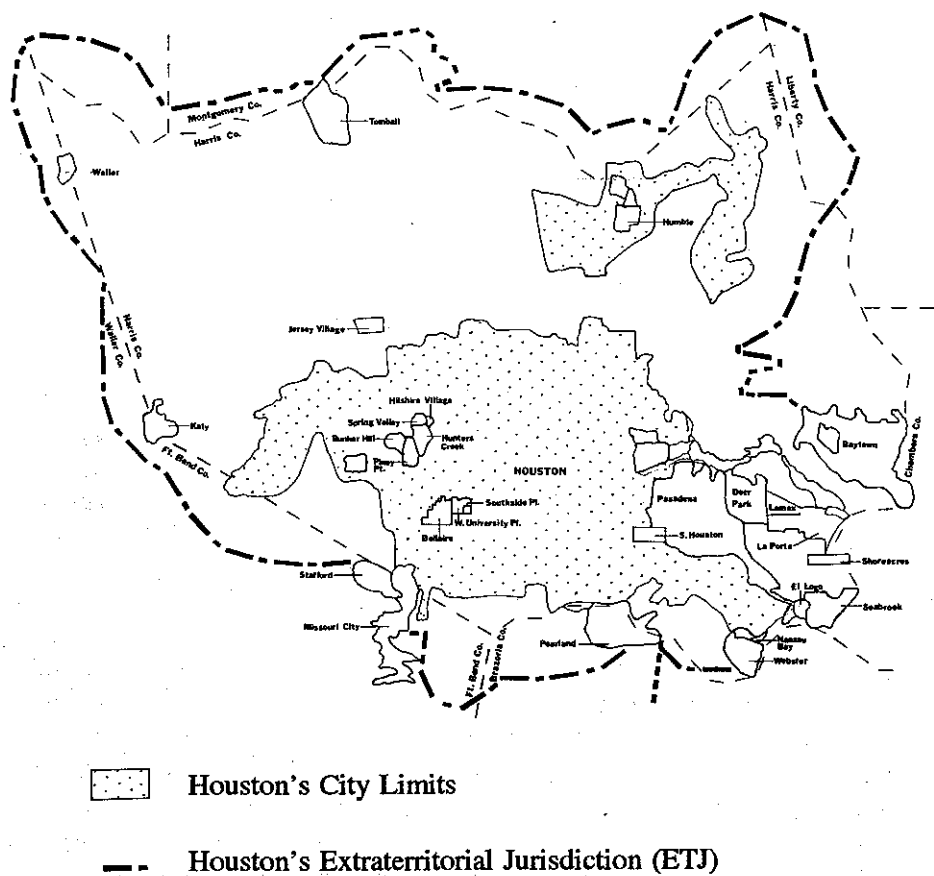 Montgomery Co.
Harris Co.
Tomball
Liberty Co.
Harris Co.
Waller
Humble
Jersey Village
Harris Co.
Waller Co.
Hilshire Village
Spring Valley
Bunker Hill
Hunters
Creek
Piney
Pt.
Katy
Ft. Bend Co.
HOUSTON
Baytown
Chambers Co.
Southside Pl.
W. University Pl.
Bellaire
Pasadena
Deer
Park
Lomax
S. Houston
La Porte
Shoreacres
Stafford
El Lago
Seabrook
Missouri City
Pearland
Nassau
Bay
Webster
Ft. Bend Co.
Brazoria Co.
Houston's City Limits
Houston's Extraterritorial Jurisdiction (ETJ)